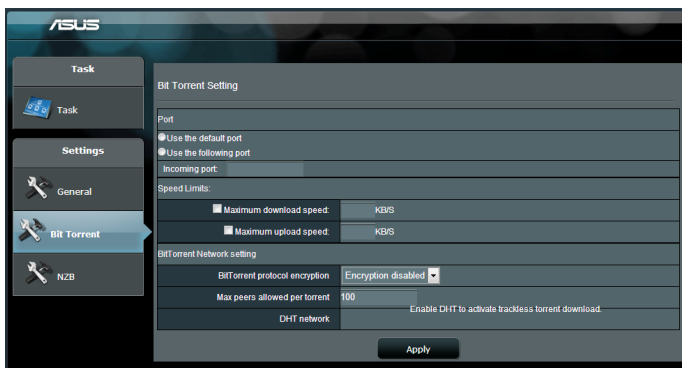 ASUS
Task
Task
Settings
General
Bit Torrent
NZB
Bit Torrent Setting
Port
Use the default port
Use the following port
Incoming port:
Speed Limits:
Maximum download speed: KB/S
Maximum upload speed: KB/S
BitTorrent Network setting
BitTorrent protocol encryption Encryption disabled
Max peers allowed per torrent 100
Enable DHT to activate trackless torrent download.
DHT network
Apply